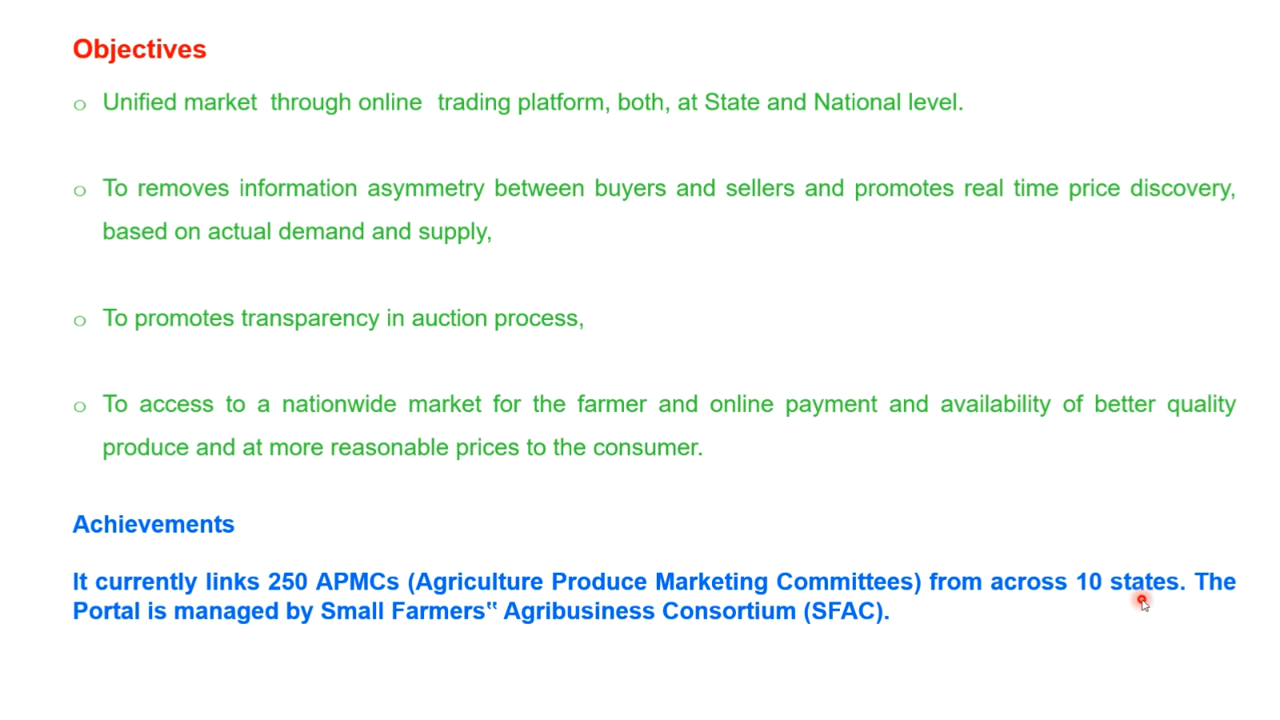 Objectives
o Unified market through online trading platform, both, at State and National level.
o To removes information asymmetry between buyers and sellers and promotes real time price discovery,
based on actual demand and supply,
o To promotes transparency in auction process,
o To access to a nationwide market for the farmer and online payment and availability of better quality
produce and at more reasonable prices to the consumer.
Achievements
It currently links 250 APMCs (Agriculture Produce Marketing Committees) from across 10 states. The
Portal is managed by Small Farmers‟ Agribusiness Consortium (SFAC).